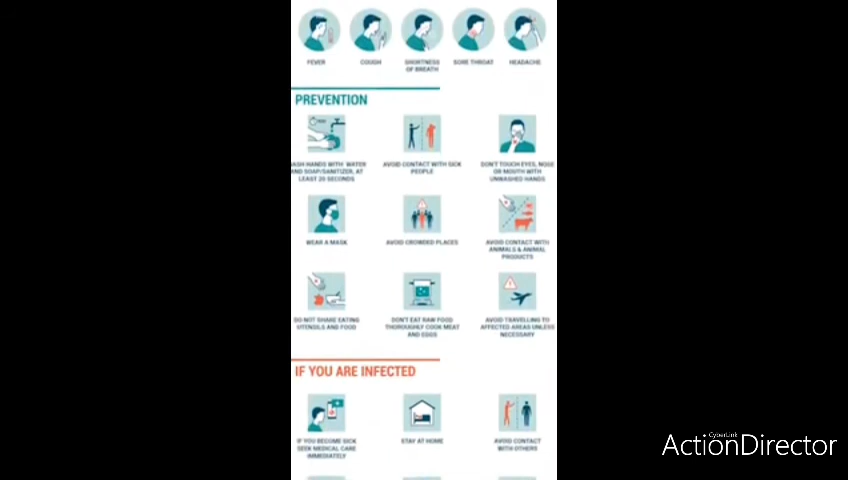 FEVER
COUGH
SHORTNESS
OF BREATH
SORE THROAT
HEADACHE
PREVENTION
ASH HANDS WITH WATER
AND SOAP/SANITIZER, AT
LEAST 20 SECONDS
AVOID CONTACT WITH SICK
PEOPLE
DON'T TOUCH EYES, NOSE
OR MOUTH WITH
UNWASHED HANDS
WEAR A MASK
AVOID CROWDED PLACES
AVOID CONTACT WITH
ANIMALS & ANIMAL
PRODUCTS
DO NOT SHARE EATING
UTENSILS AND FOOD
DON'T EAT RAW FOOD
THOROUGHLY COOK MEAT
AND EGGS
AVOID TRAVELLING TO
AFFECTED AREAS UNLESS
NECESSARY
IF YOU ARE INFECTED
IF YOU BECOME SICK
SEEK MEDICAL CARE
IMMEDIATELY
STAY AT HOME
AVOID CONTACT
WITH OTHERS
CyberLink
ActionDirector